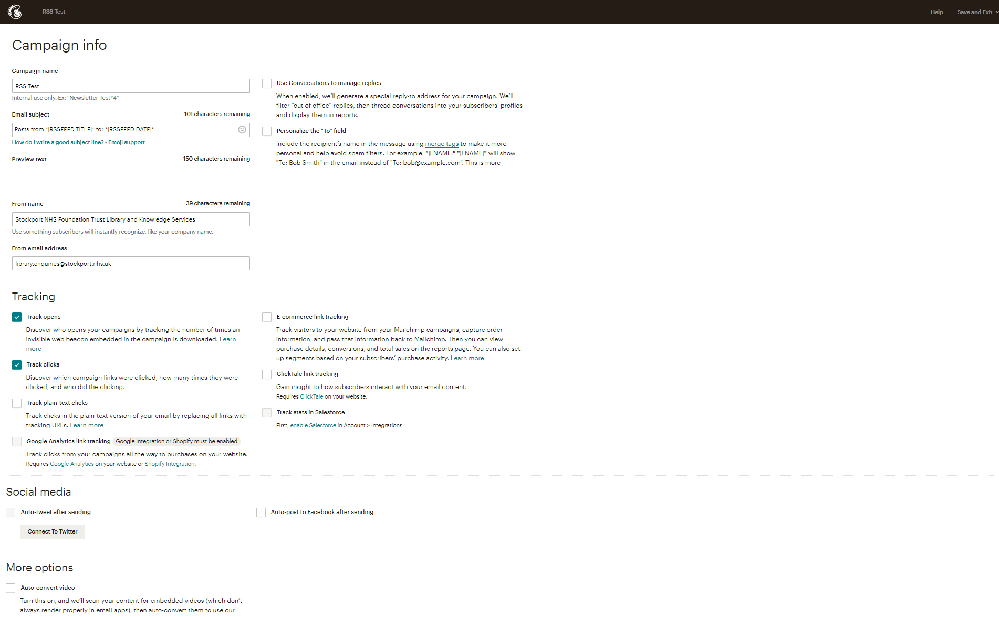 RSS Test
Help
Save and Exit
Campaign info
Campaign name
RSS Test
Internal use only. Ex: "Newsletter Test#4"
Email subject
101 characters remaining
Posts from *|RSSFEED:TITLE|* for *|RSSFEED:DATE|*
How do I write a good subject line? • Emoji support
Preview text
150 characters remaining
From name
39 characters remaining
Stockport NHS Foundation Trust Library and Knowledge Services
Use something subscribers will instantly recognize, like your company name.
From email address
library.enquiries@stockport.nhs.uk
Use Conversations to manage replies
When enabled, we’ll generate a special reply-to address for your campaign. We’ll
filter “out of office” replies, then thread conversations into your subscribers’ profiles
and display them in reports.
Personalize the "To" field
Include the recipient’s name in the message using merge tags to make it more
personal and help avoid spam filters. For example, *|FNAME|* *|LNAME|* will show
"To: Bob Smith" in the email instead of "To: bob@example.com". This is more
Tracking
Track opens
Discover who opens your campaigns by tracking the number of times an
invisible web beacon embedded in the campaign is downloaded. Learn
more
Track clicks
Discover which campaign links were clicked, how many times they were
clicked, and who did the clicking.
Track plain-text clicks
Track clicks in the plain-text version of your email by replacing all links with
tracking URLs. Learn more
Google Analytics link tracking Google Integration or Shopify must be enabled
Track clicks from your campaigns all the way to purchases on your website.
Requires Google Analytics on your website or Shopify Integration.
E-commerce link tracking
Track visitors to your website from your Mailchimp campaigns, capture order
information, and pass that information back to Mailchimp. Then you can view
purchase details, conversions, and total sales on the reports page. You can also set
up segments based on your subscribers’ purchase activity. Learn more
ClickTale link tracking
Gain insight to how subscribers interact with your email content.
Requires ClickTale on your website.
Track stats in Salesforce
First, enable Salesforce in Account > Integrations.
Social media
Auto-tweet after sending
Connect To Twitter
Auto-post to Facebook after sending
More options
Auto-convert video
Turn this on, and we’ll scan your content for embedded videos (which don’t
always render properly in email apps), then auto-convert them to use our